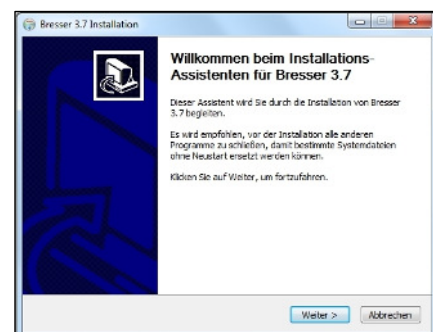 Bresser 3.7 Installation
Willkommen beim Installations-
Assistenten für Bresser 3.7
Dieser Assistent wird Sie durch die Installation von Bresser
3.7 begleiten.
Es wird empfohlen, vor der Installation alle anderen
Programme zu schließen, damit bestimmte Systemdateien
ohne Neustart ersetzt werden können.
Klicken Sie auf Weiter, um fortzufahren.
Weiter >
Abbrechen